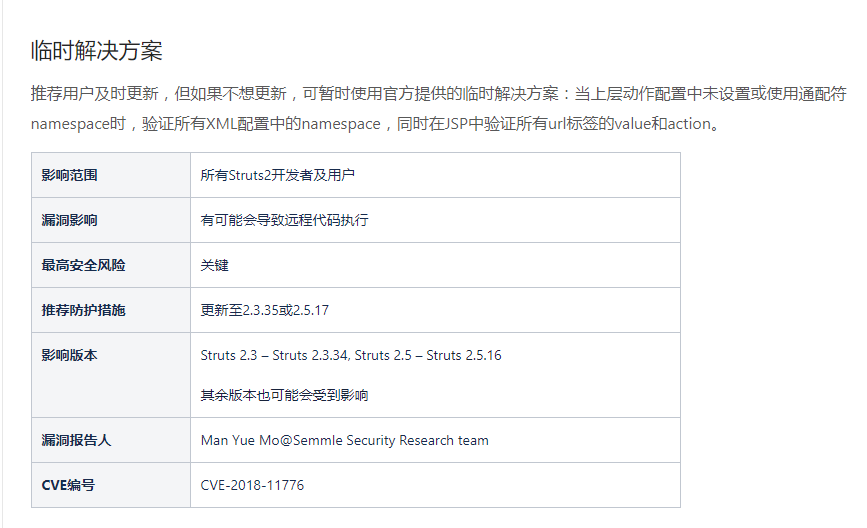 临时解决方案
推荐用户及时更新，但如果不想更新，可暂时使用官方提供的临时解决方案：当上层动作配置中未设置或使用通配符
namespace时，验证所有XML配置中的namespace，同时在JSP中验证所有url标签的value和action。
影响范围 所有Struts2开发者及用户
漏洞影响 有可能会导致远程代码执行
最高安全风险 关键
推荐防护措施 更新至2.3.35或2.5.17
影响版本 Struts 2.3 – Struts 2.3.34, Struts 2.5 – Struts 2.5.16
其余版本也可能会受到影响
漏洞报告人 Man Yue Mo@Semmle Security Research team
CVE编号 CVE-2018-11776